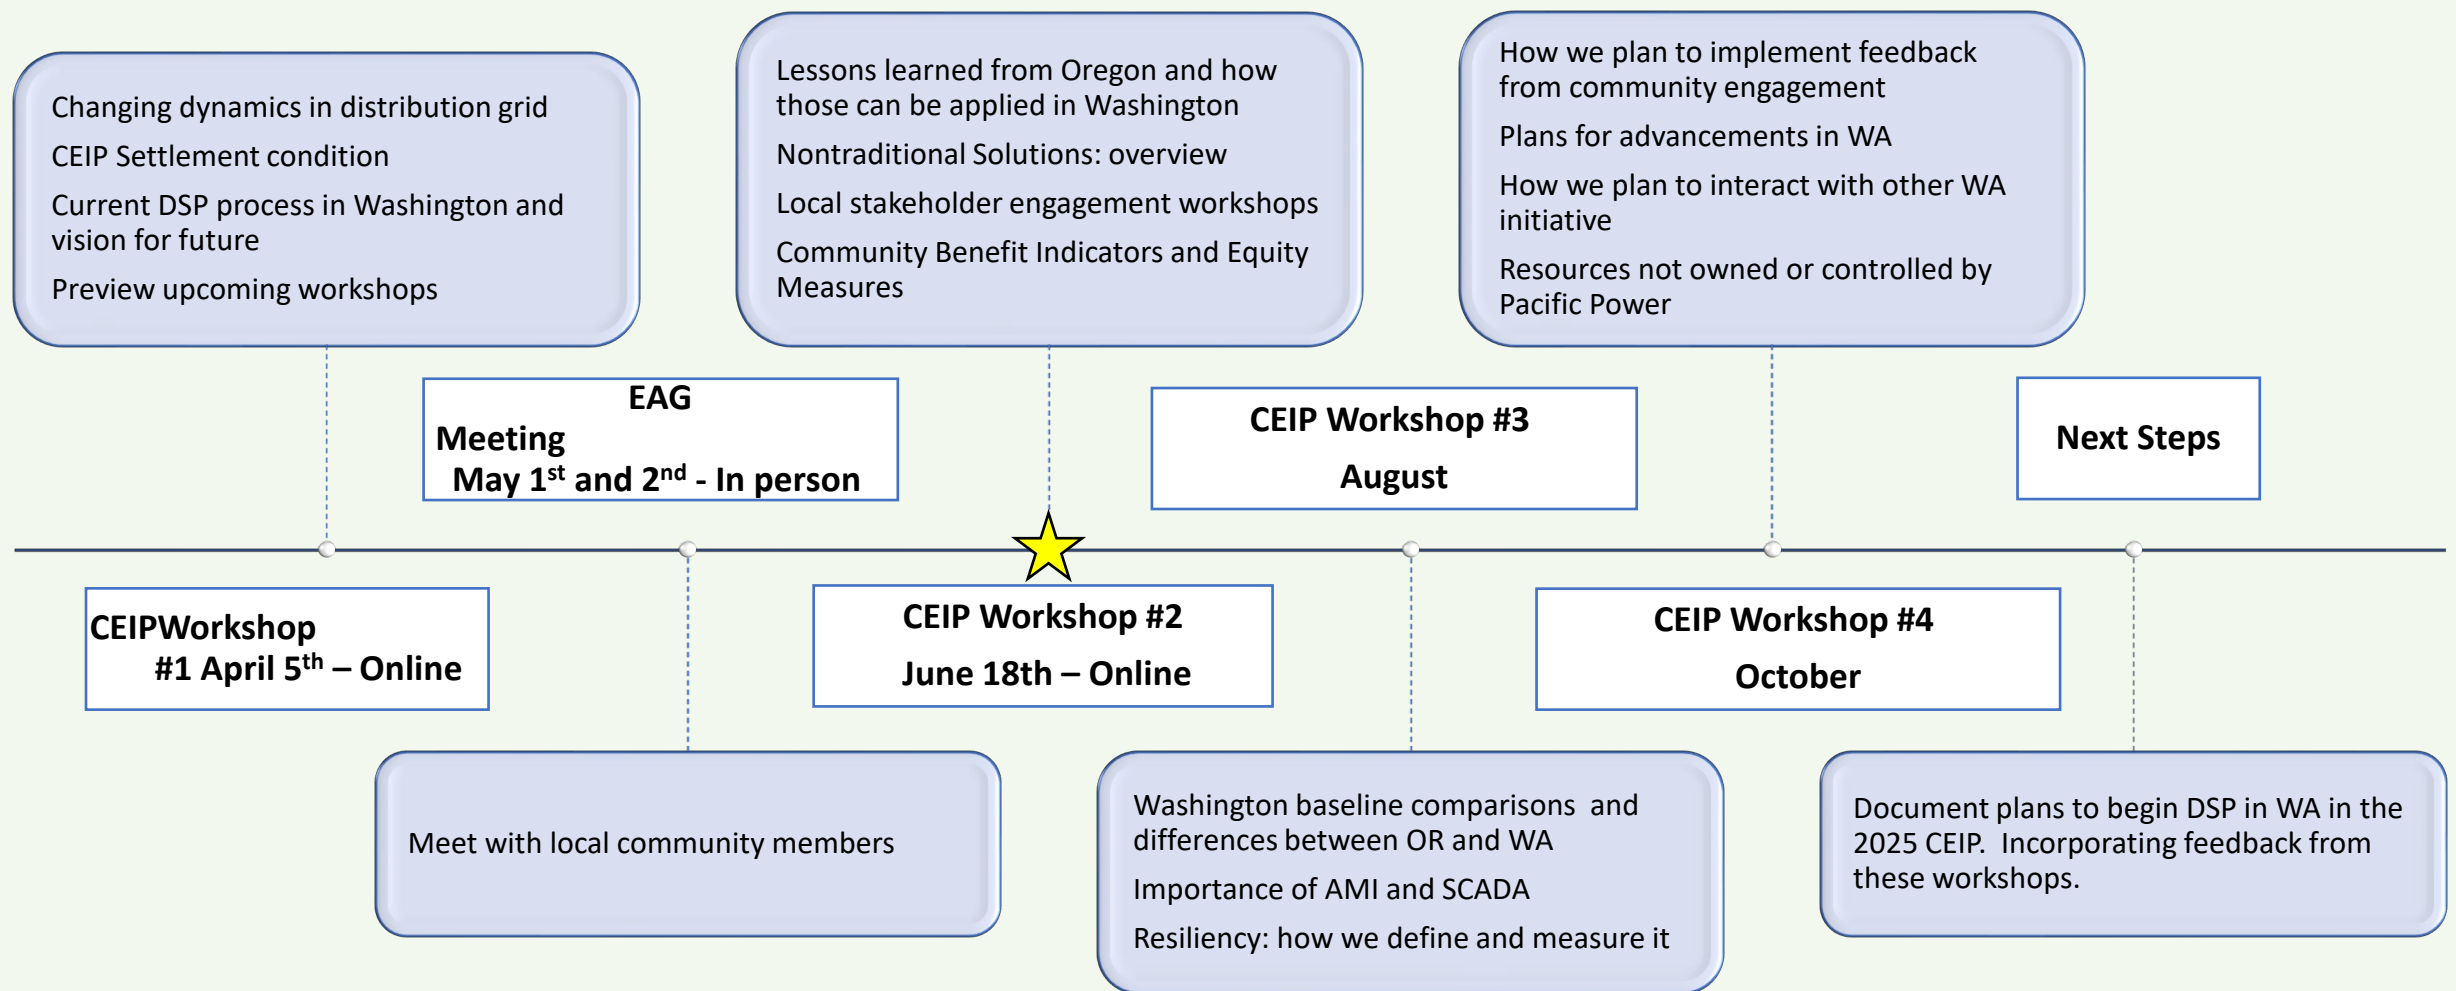 Changing dynamics in distribution grid
CEIP Settlement condition
Current DSP process in Washington and
vision for future
Preview upcoming workshops
CEIPWorkshop
#1 April 5th – Online
EAG
Meeting
May 1st and 2nd - In person
Meet with local community members
Lessons learned from Oregon and how
those can be applied in Washington
Nontraditional Solutions: overview
Local stakeholder engagement workshops
Community Benefit Indicators and Equity
Measures
CEIP Workshop #2
June 18th – Online
CEIP Workshop #3
August
Washington baseline comparisons  and
differences between OR and WA
Importance of AMI and SCADA
Resiliency: how we define and measure it
How we plan to implement feedback
from community engagement
Plans for advancements in WA
How we plan to interact with other WA
initiative
Resources not owned or controlled by
Pacific Power
CEIP Workshop #4
October
Next Steps
Document plans to begin DSP in WA in the
2025 CEIP.  Incorporating feedback from
these workshops.